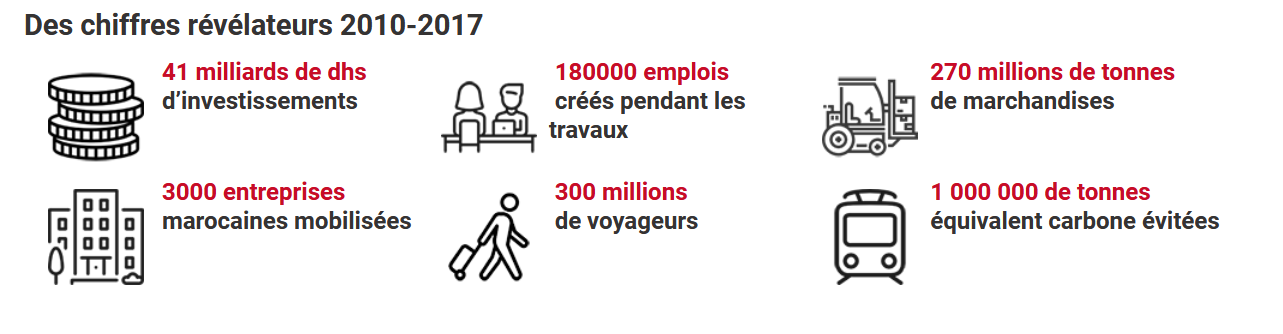 Des chiffres révélateurs 2010-2017
41 milliards de dhs
d’investissements
180000 emplois
créés pendant les
travaux
270 millions de tonnes
de marchandises
3000 entreprises
marocaines mobilisées
300 millions
de voyageurs
1 000 000 de tonnes
équivalent carbone évitées